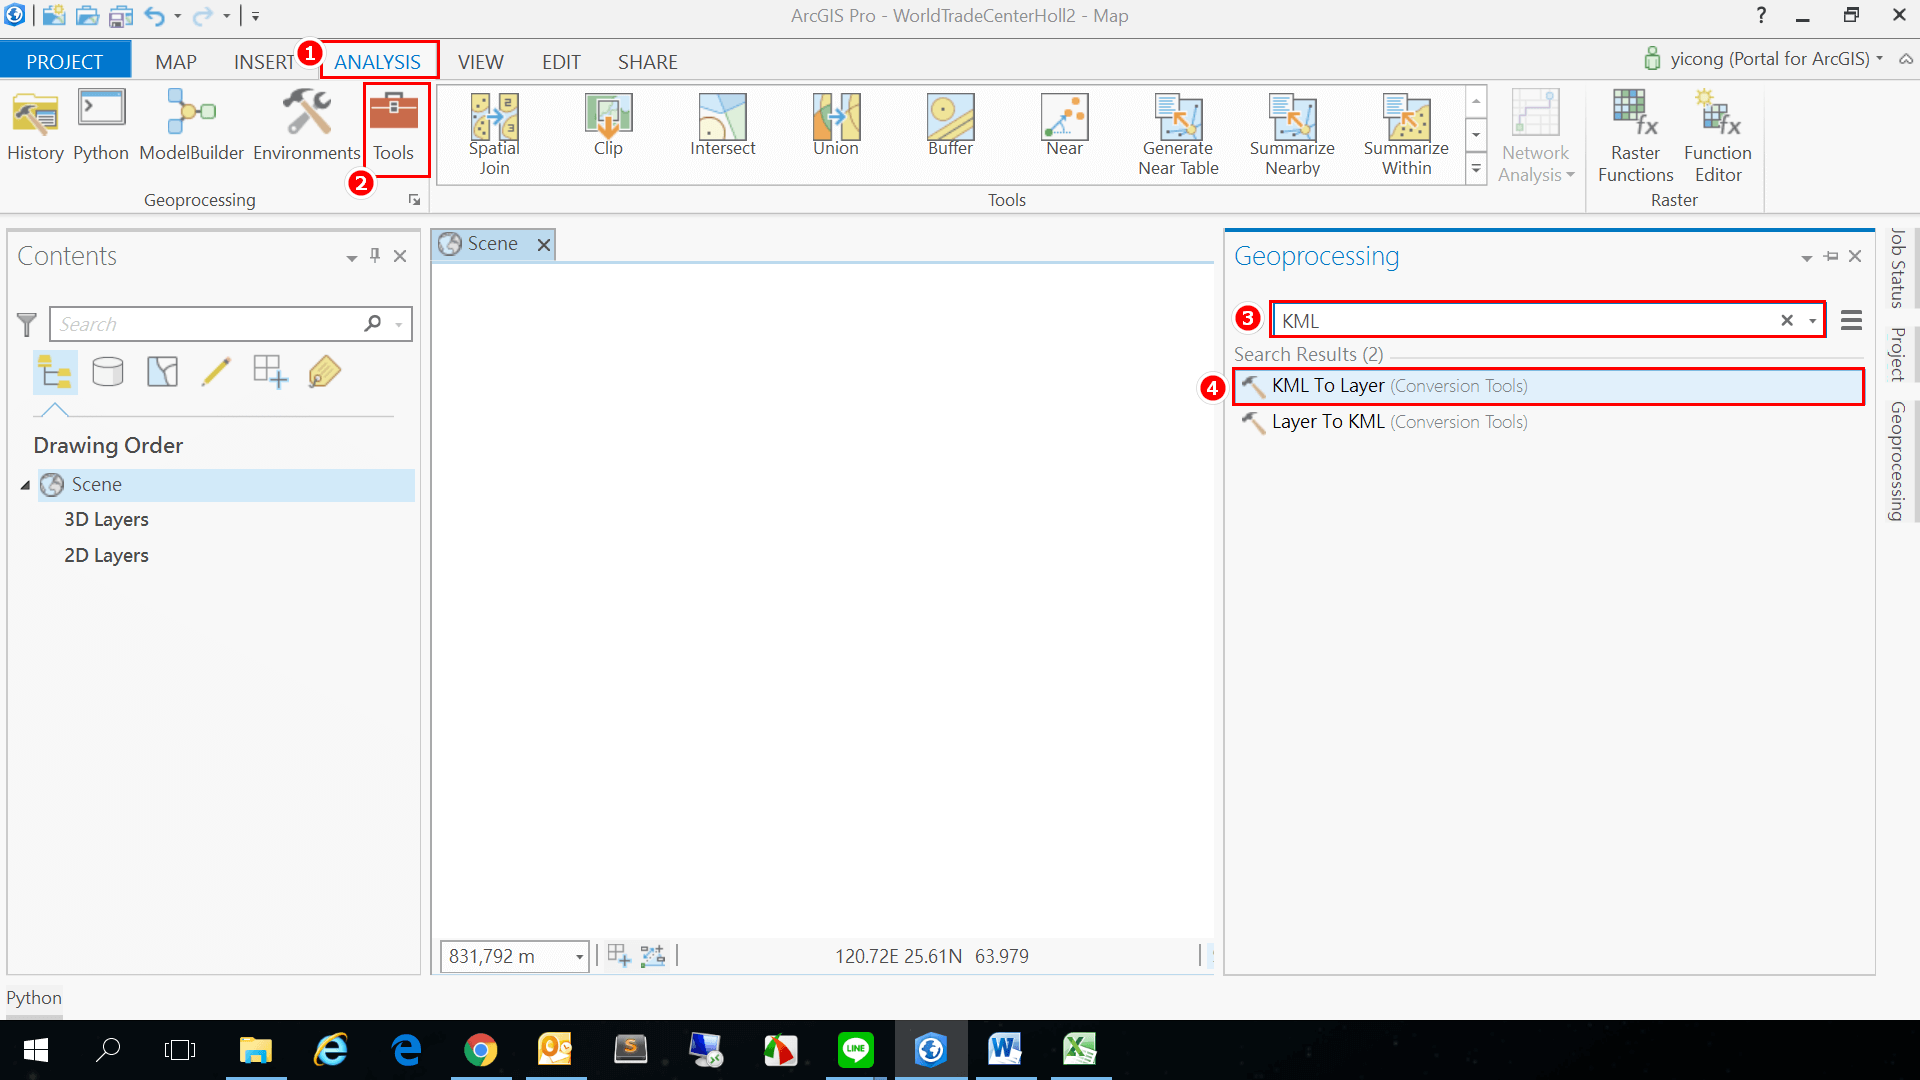 ArcGIS Pro - WorldTradeCenterHoll2 - Map
?
PROJECT MAP INSERT 1 ANALYSIS VIEW EDIT SHARE
yicong (Portal for ArcGIS)
History Python ModelBuilder Environments Tools
2
Geoprocessing
Spatial Join
Clip
Intersect
Union
Buffer
Near
Generate Near Table
Summarize Nearby
Summarize Within
Tools
Network Analysis
Raster Functions
Function Editor
Raster
Contents
Search
Drawing Order
Scene
3D Layers
2D Layers
Scene
831,792 m
120.72E 25.61N 63.979
Geoprocessing
3 KML
Search Results (2)
4 KML To Layer (Conversion Tools)
Layer To KML (Conversion Tools)
Job Status
Project
Geoprocessing
Python